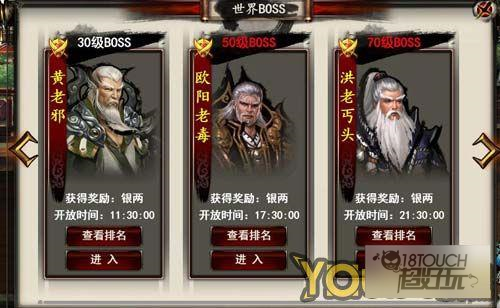 世界BOSS
30级BOSS
黄老邪
获得奖励：银两
开放时间：11:30:00
查看排名
进 入
50级BOSS
欧阳老毒
获得奖励：银两
开放时间：17:30:00
查看排名
进 入
70级BOSS
洪老丐头
获得奖励：银两
开放时间：21:30:00
查看排名
18TOUCH
超好玩